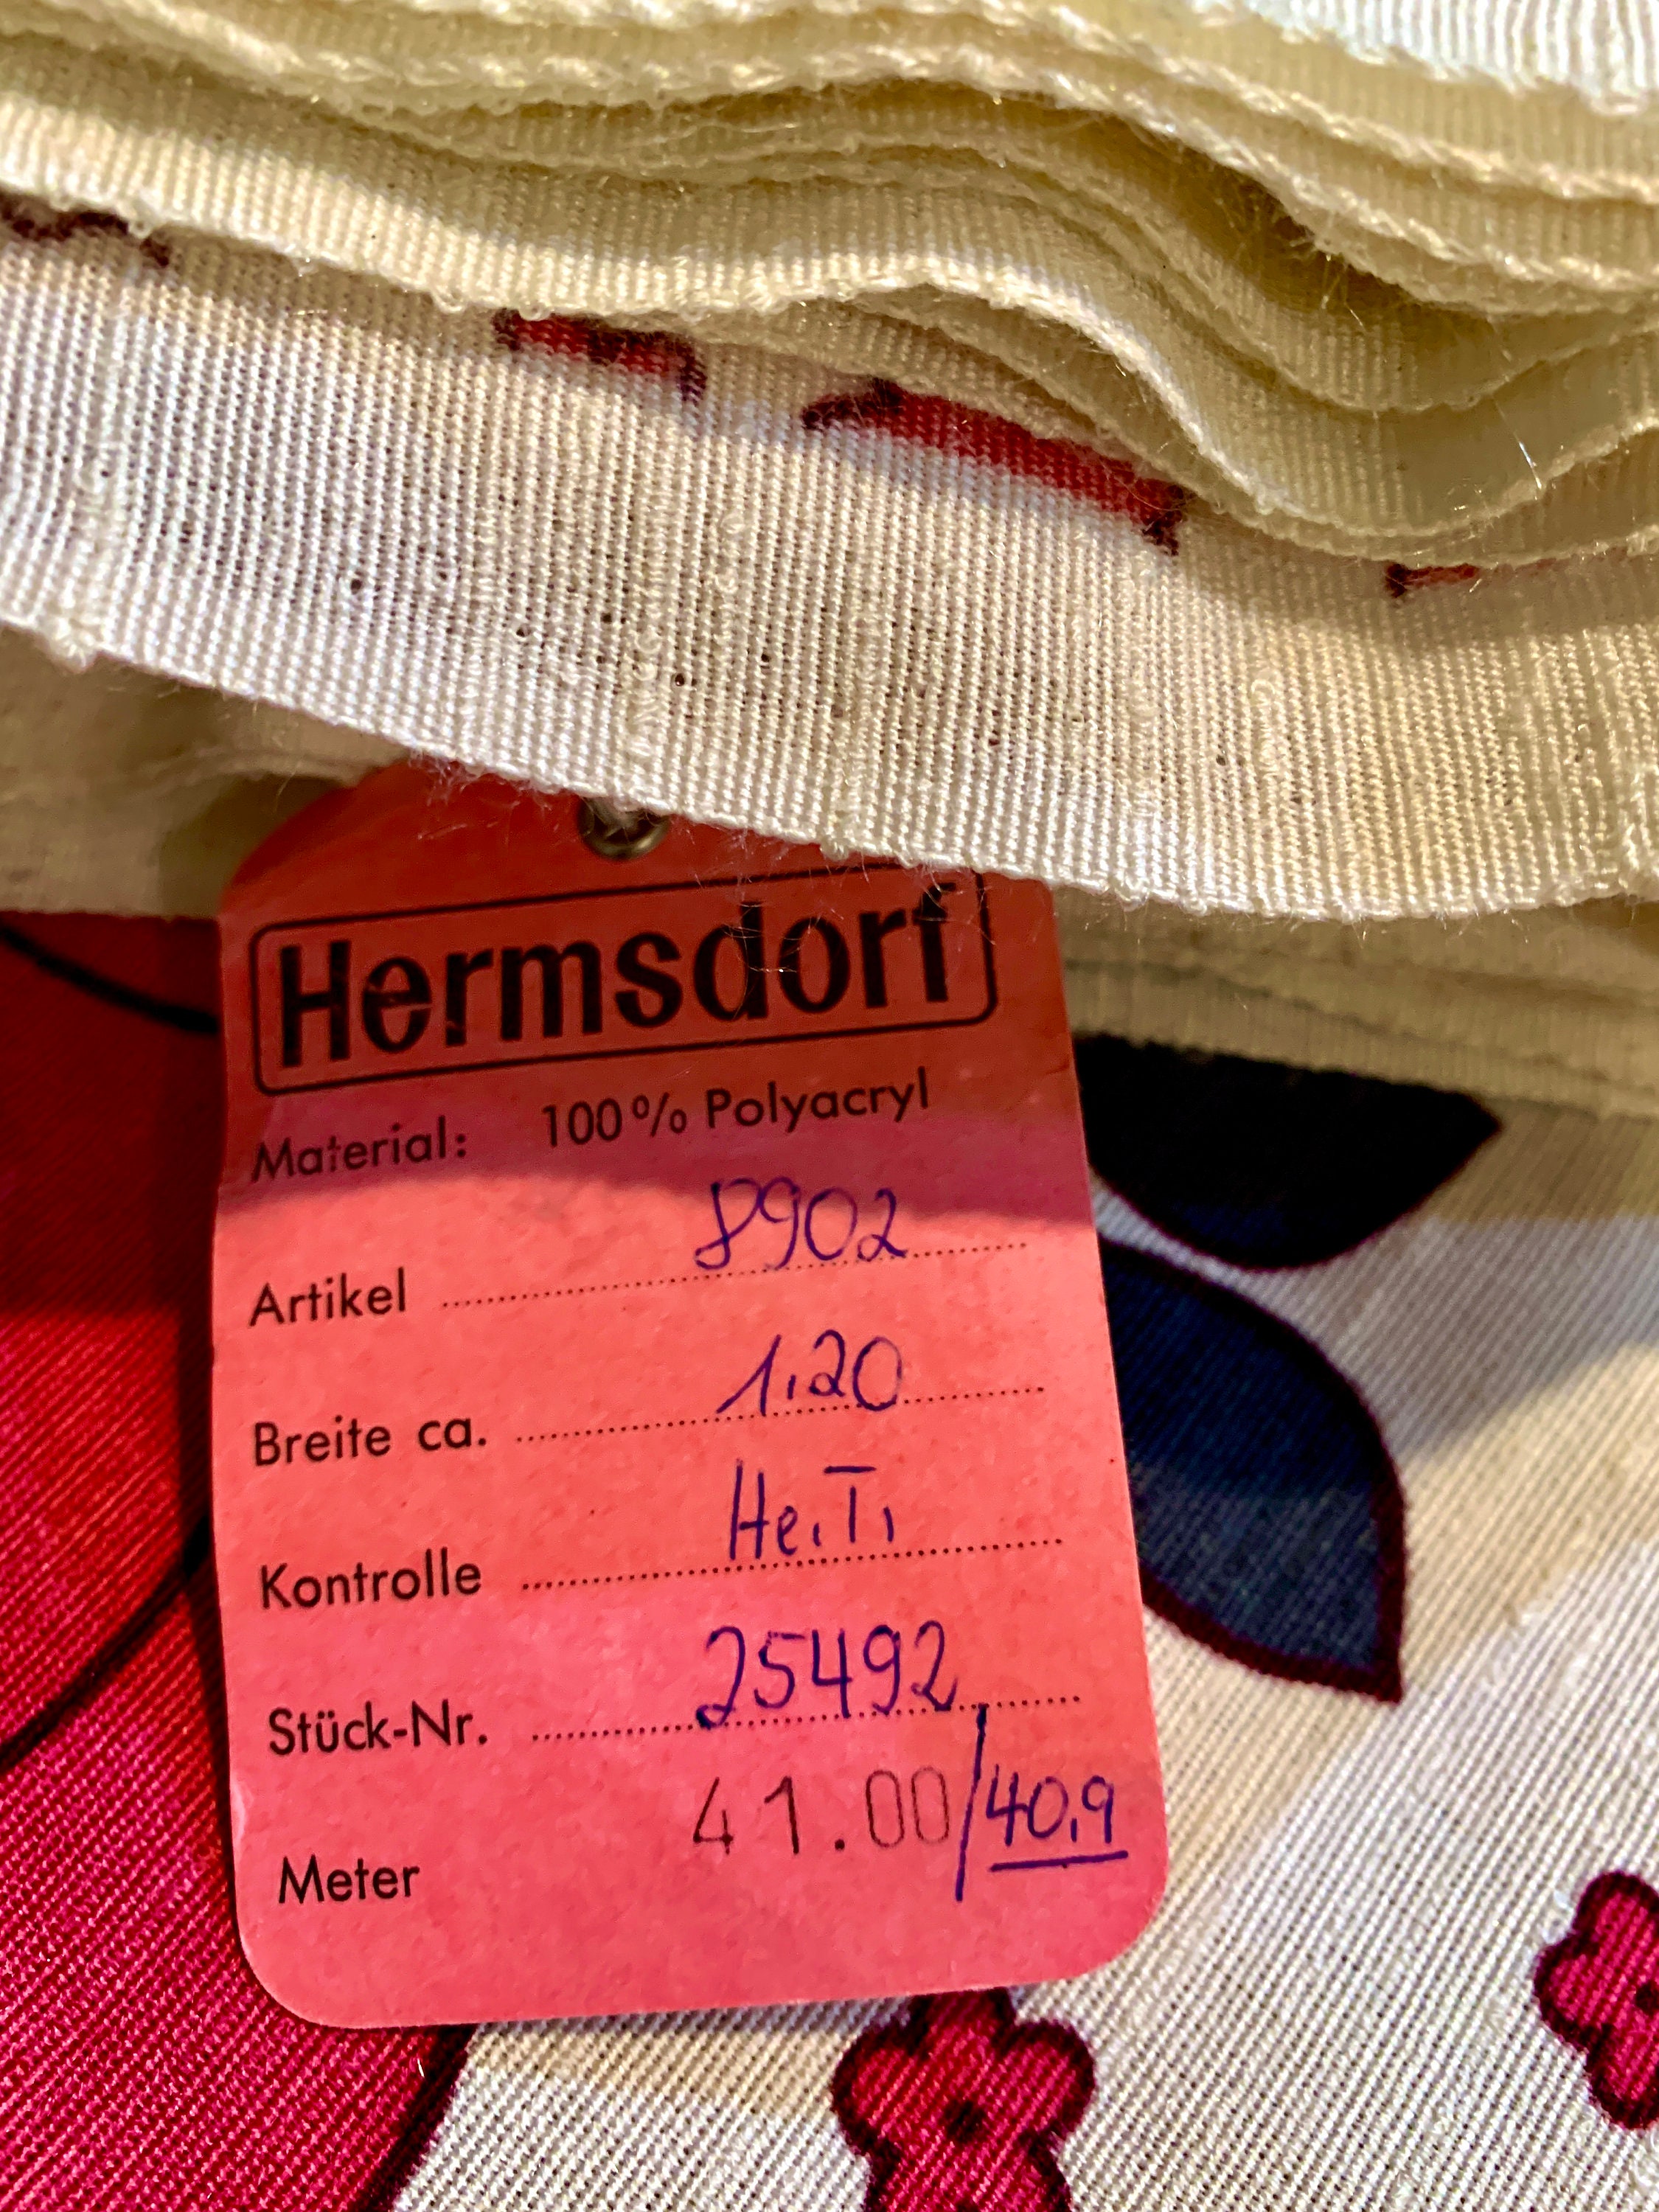 Hermsdorf
Material: 100% Polyacryl
Artikel 8902
Breite ca. 1,20
Kontrolle He.Ti
Stück-Nr. 25492
Meter 41.00/40,9